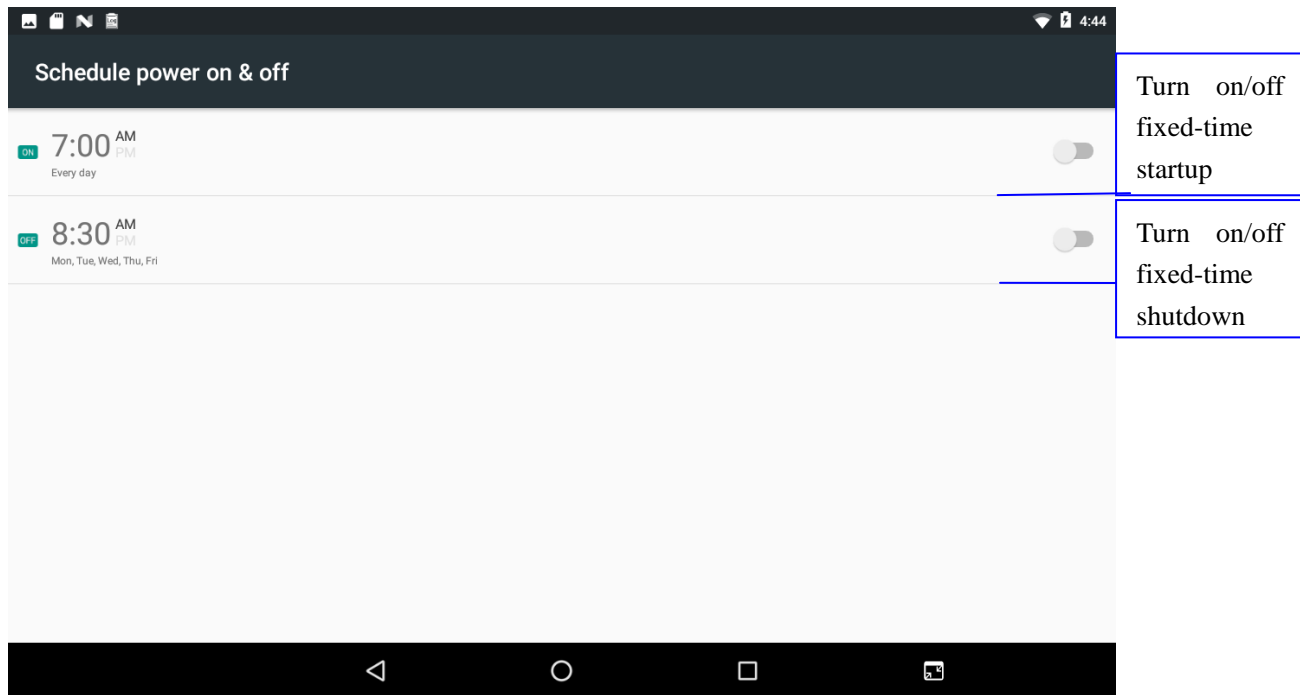 4:44
Schedule power on & off
ON 7:00 AM
PM
Every day
OFF 8:30 AM
PM
Mon, Tue, Wed, Thu, Fri
Turn on/off
fixed-time
startup
Turn on/off
fixed-time
shutdown